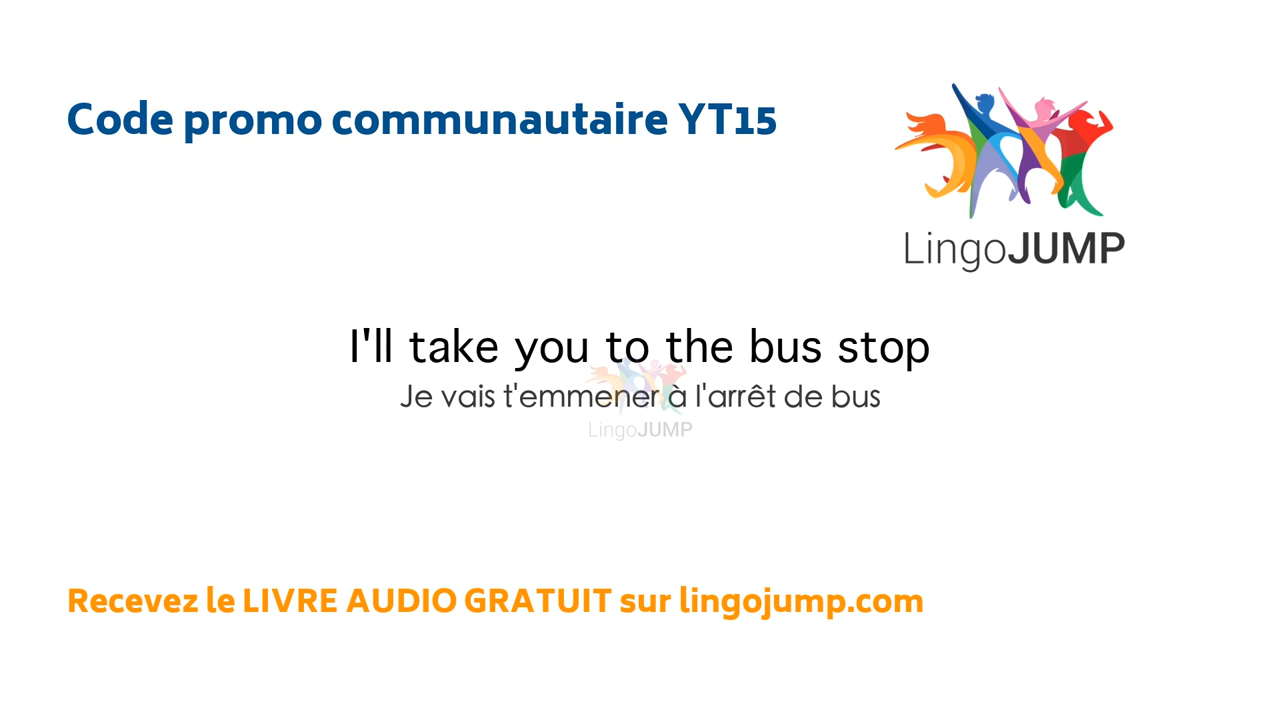 Code promo communautaire YT15
LingoJUMP
I'll take you to the bus stop
Je vais t'emmener à l'arrêt de bus
LingoJUMP
Recevez le LIVRE AUDIO GRATUIT sur lingojump.com